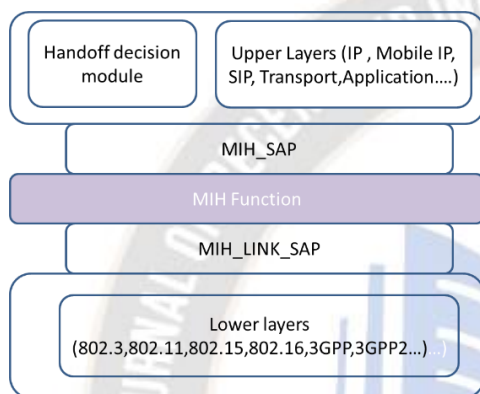 Handoff decision
module
Upper Layers (IP , Mobile IP,
SIP, Transport,Application....)
MIH_SAP
MIH Function
MIH_LINK_SAP
Lower layers
(802.3,802.11,802.15,802.16,3GPP,3GPP2...)...)